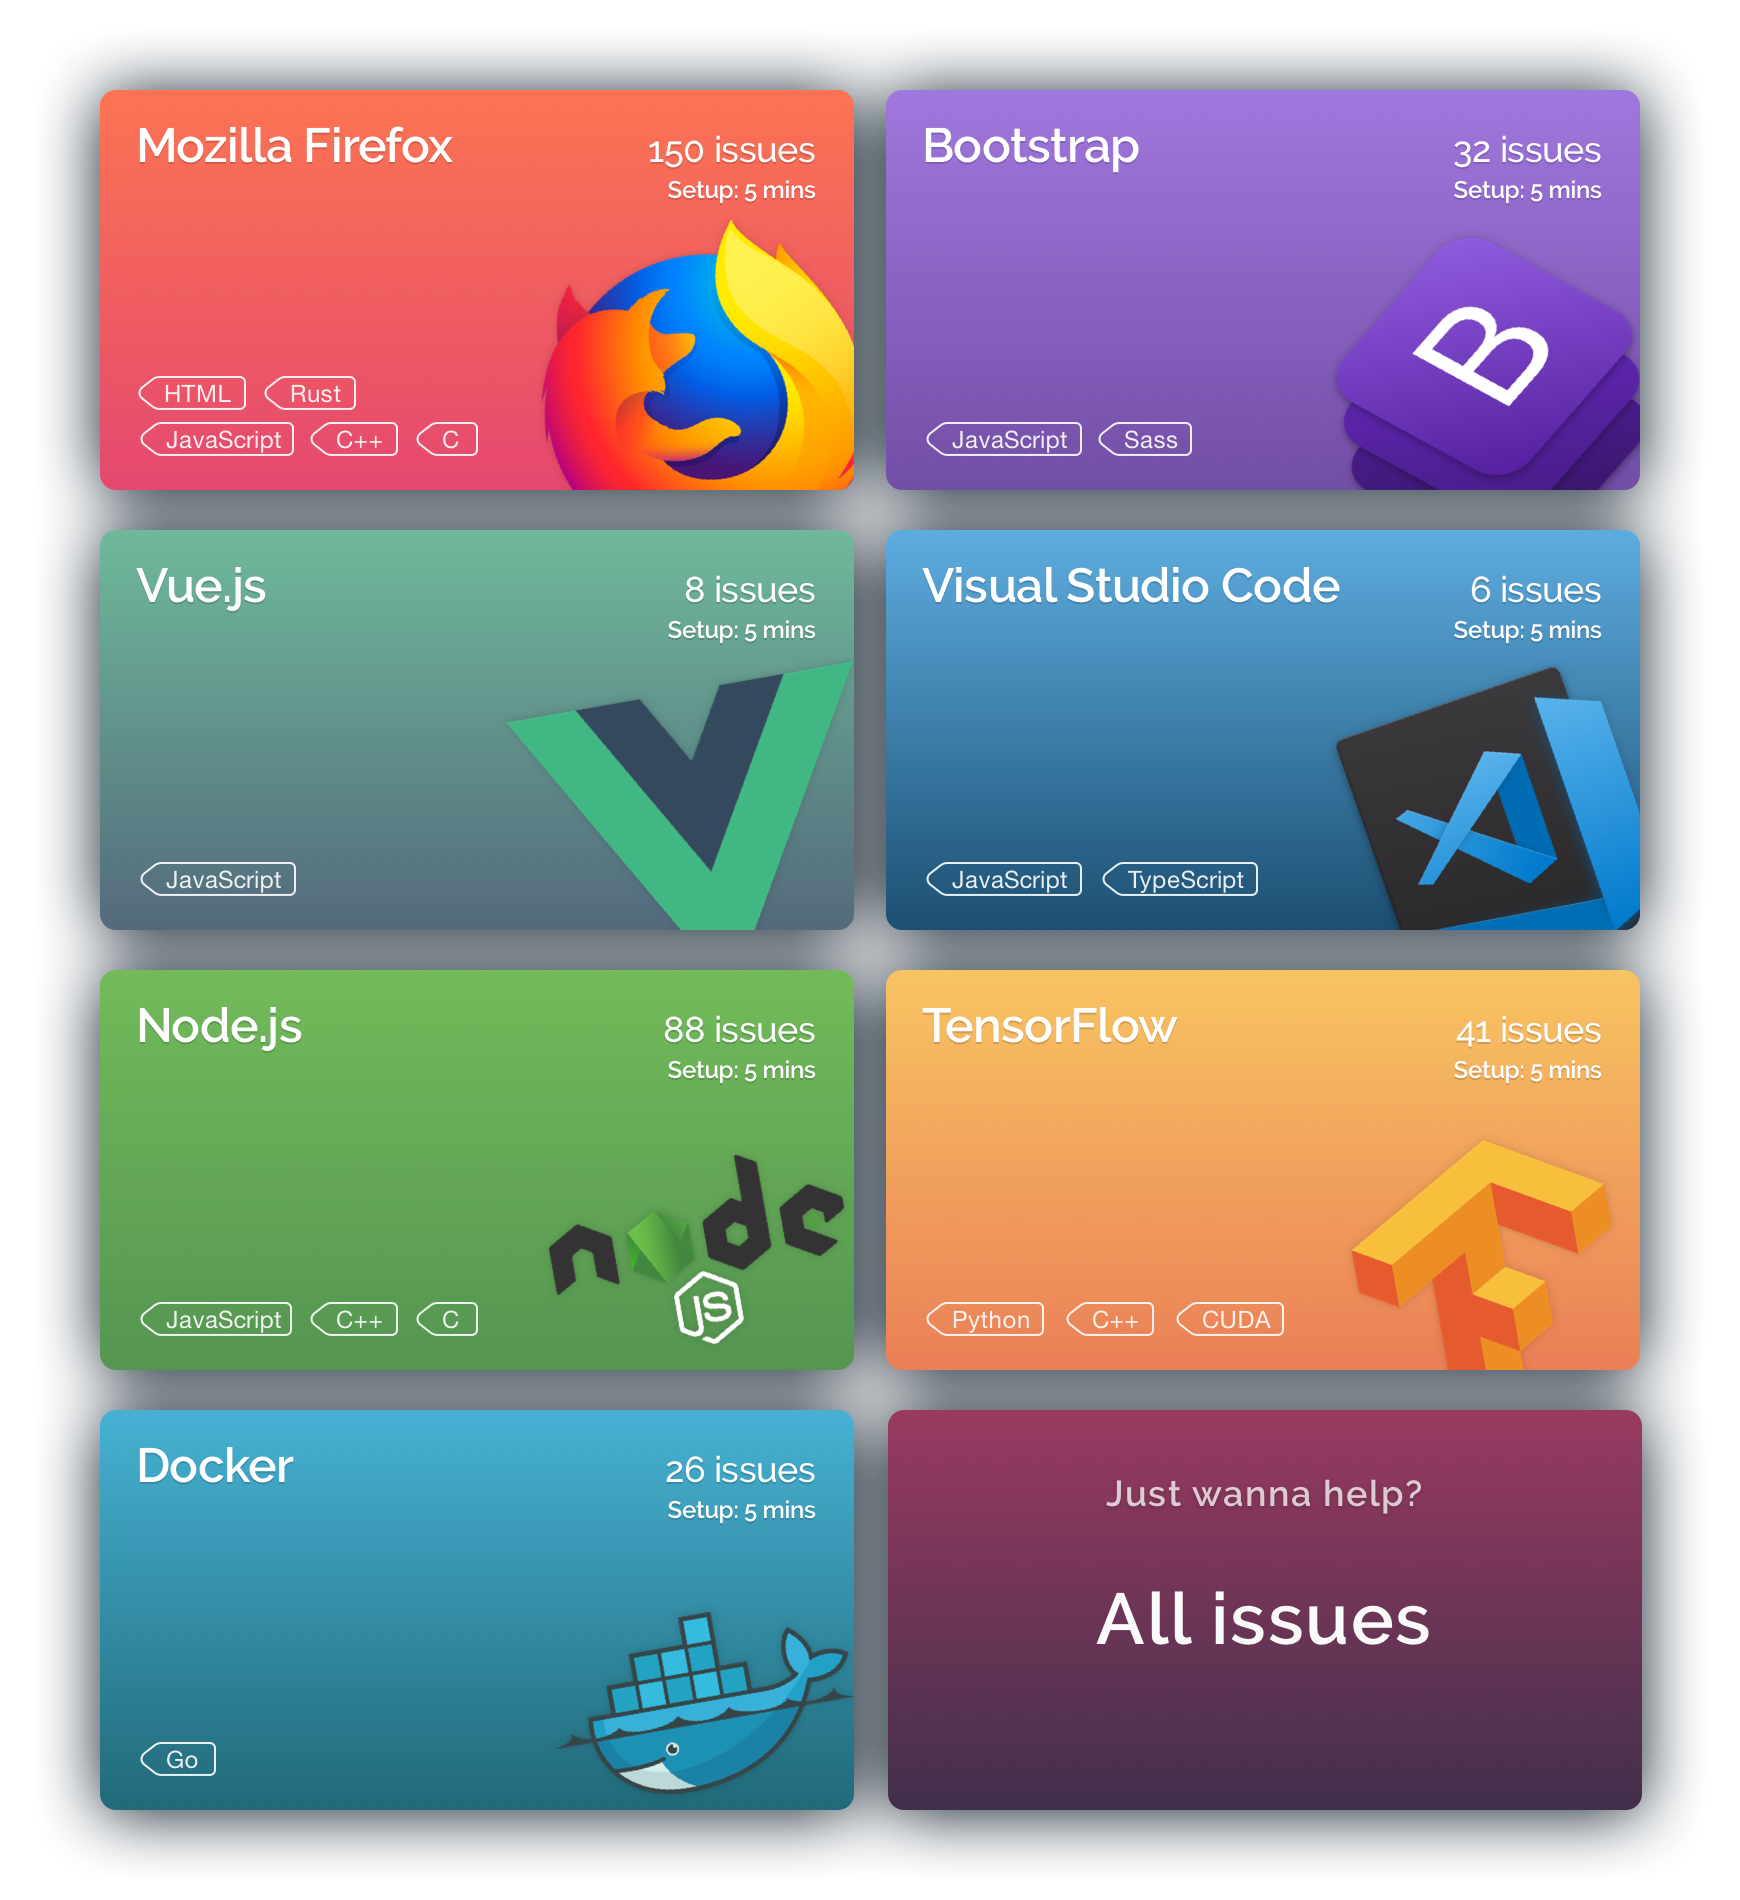 Mozilla Firefox
150 issues
Setup: 5 mins
HTML Rust
JavaScript C++ C
Bootstrap
32 issues
Setup: 5 mins
B
JavaScript Sass
Vue.js
8 issues
Setup: 5 mins
JavaScript
Visual Studio Code
6 issues
Setup: 5 mins
JavaScript TypeScript
Node.js
88 issues
Setup: 5 mins
node
JS
JavaScript C++ C
TensorFlow
41 issues
Setup: 5 mins
Python C++ CUDA
Docker
26 issues
Setup: 5 mins
Go
Just wanna help?
All issues